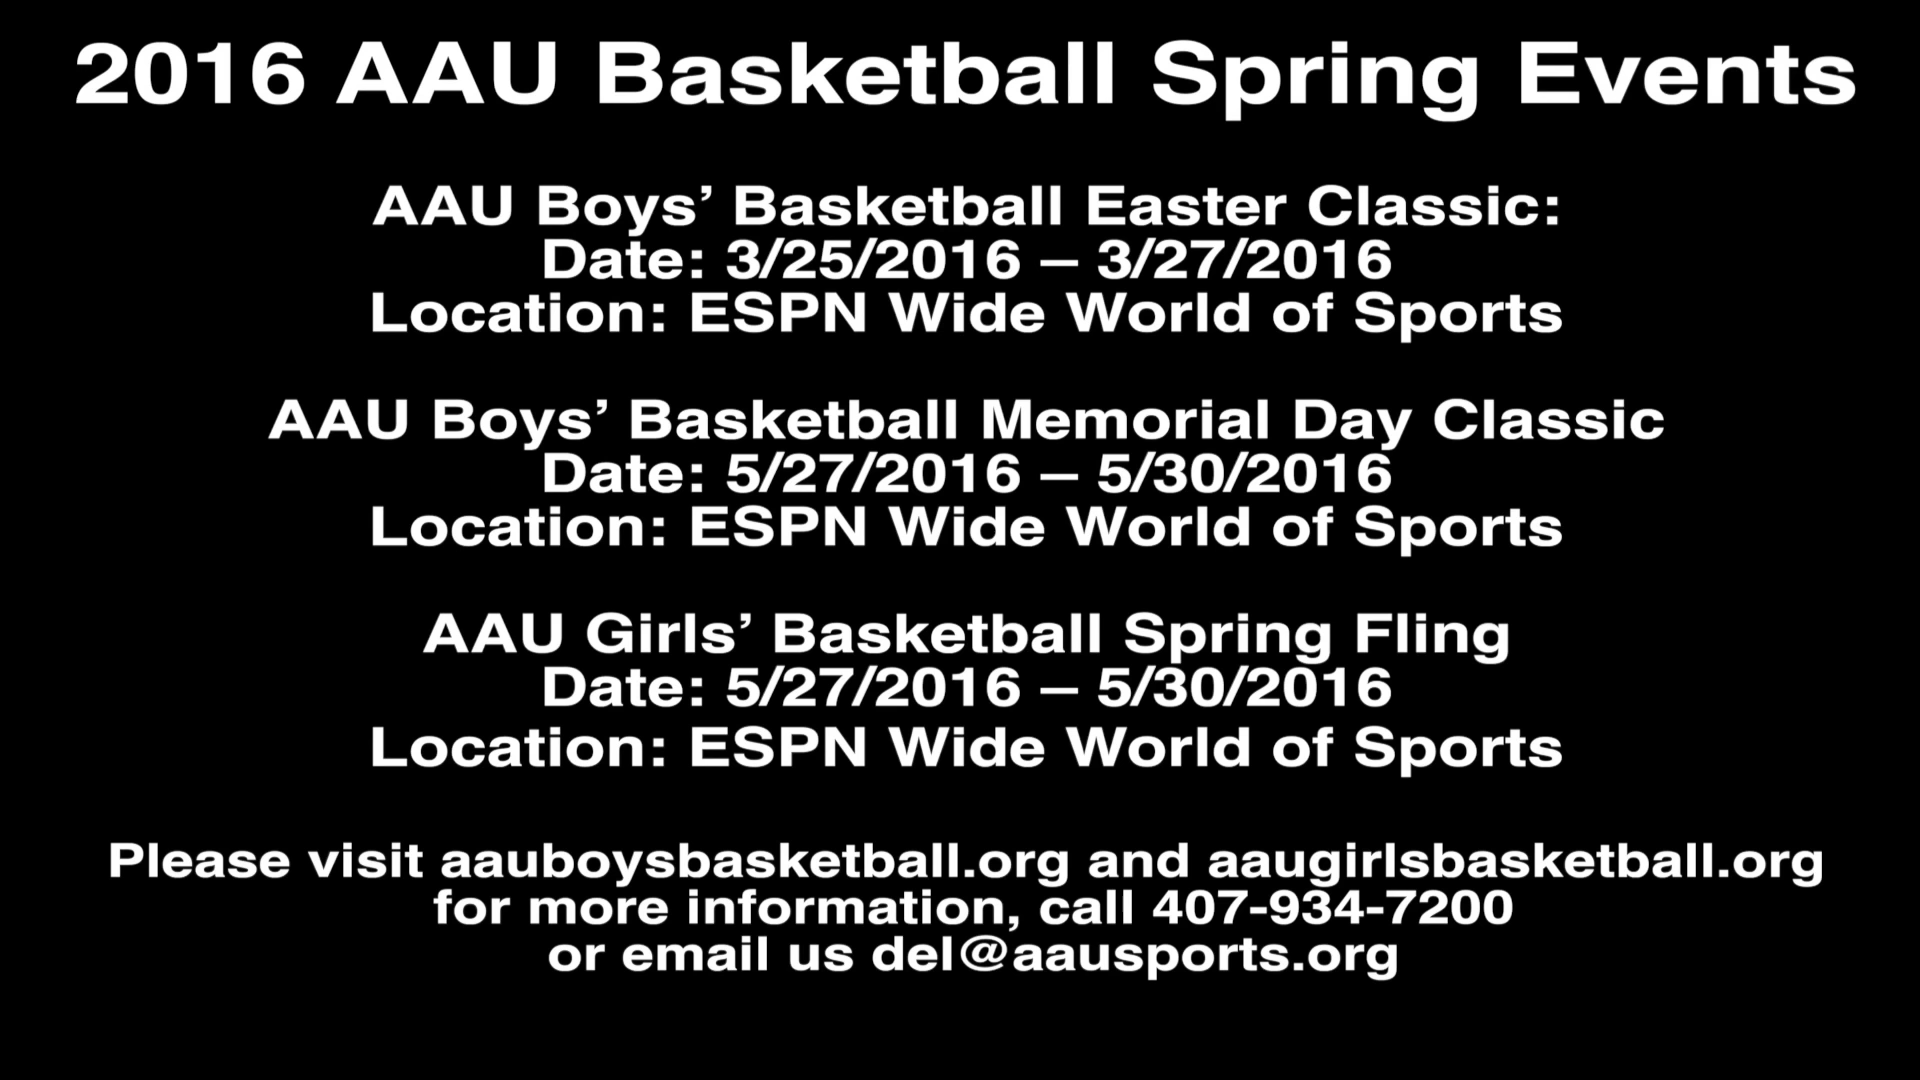 2016 AAU Basketball Spring Events
AAU Boys’ Basketball Easter Classic:
Date: 3/25/2016 – 3/27/2016
Location: ESPN Wide World of Sports
AAU Boys’ Basketball Memorial Day Classic
Date: 5/27/2016 – 5/30/2016
Location: ESPN Wide World of Sports
AAU Girls’ Basketball Spring Fling
Date: 5/27/2016 – 5/30/2016
Location: ESPN Wide World of Sports
Please visit aauboysbasketball.org and aaugirlsbasketball.org
for more information, call 407-934-7200
or email us del@aausports.org